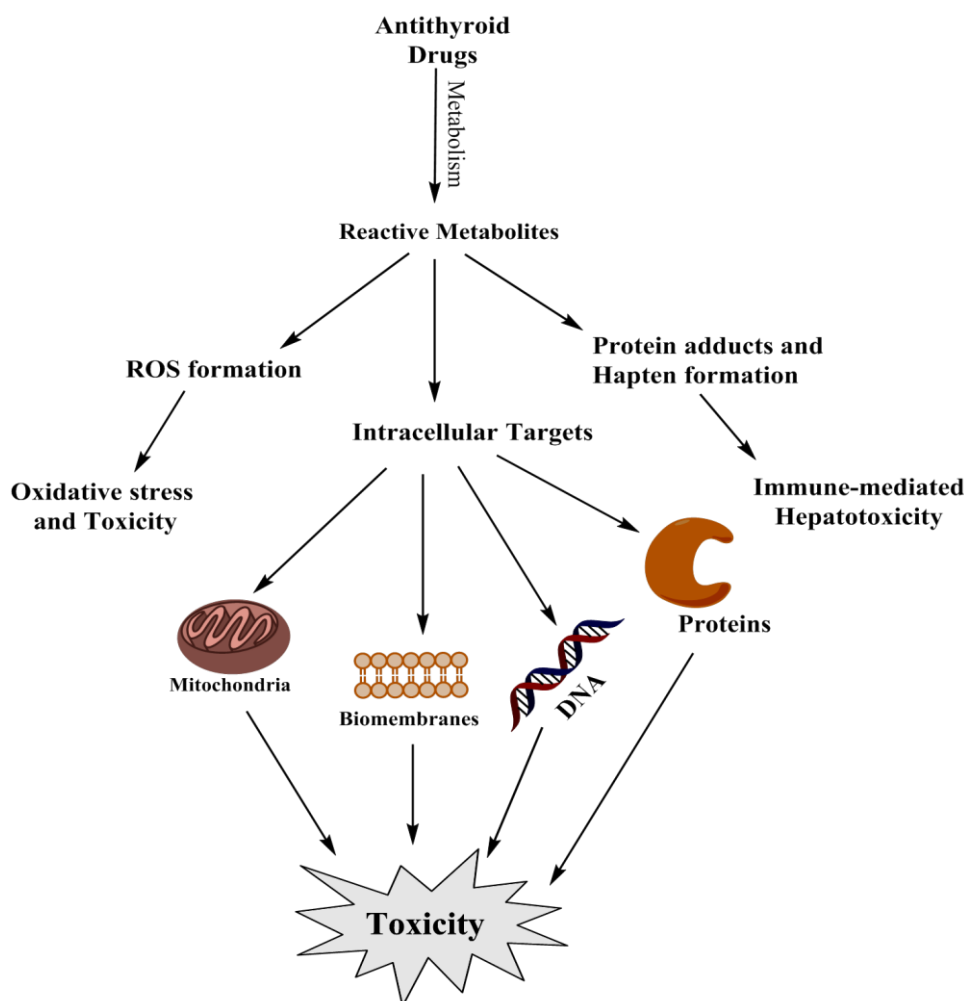 Antithyroid
Drugs
Metabolism
Reactive Metabolites
ROS formation
Protein adducts and
Hapten formation
Intracellular Targets
Oxidative stress
and Toxicity
Immune-mediated
Hepatotoxicity
Mitochondria
Biomembranes
DNA
Proteins
Toxicity